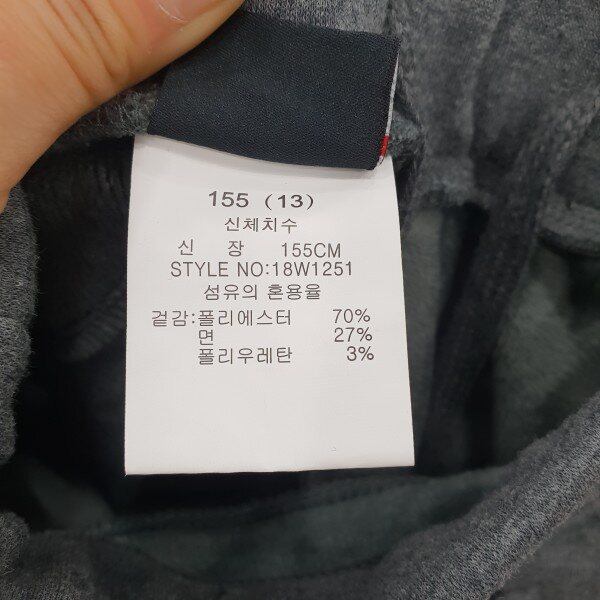 155 (13)
신체치수
신 장 155CM
STYLE NO:18W1251
섬유의 혼용율
겉감:폴리에스터 70%
면 27%
폴리우레탄 3%